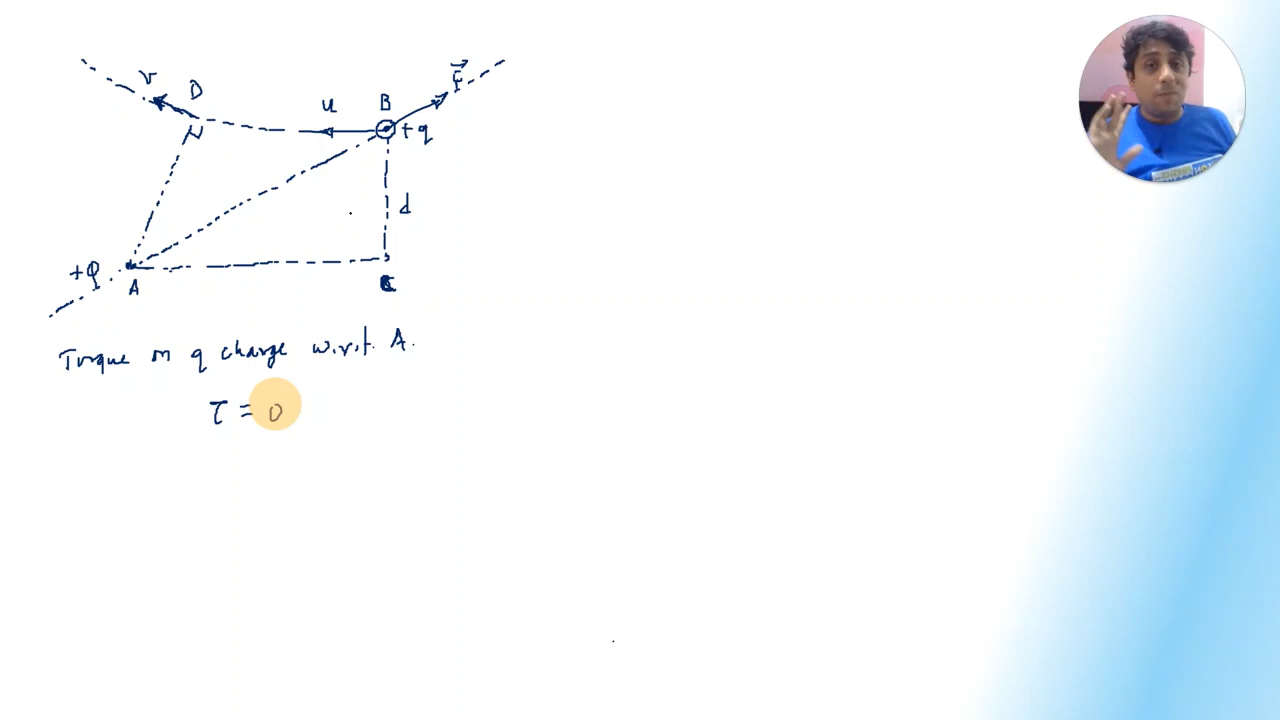 v
D
u
B
F
+q
d
+Q
A
C
Torque on q charge w.r.t. A.
τ = 0